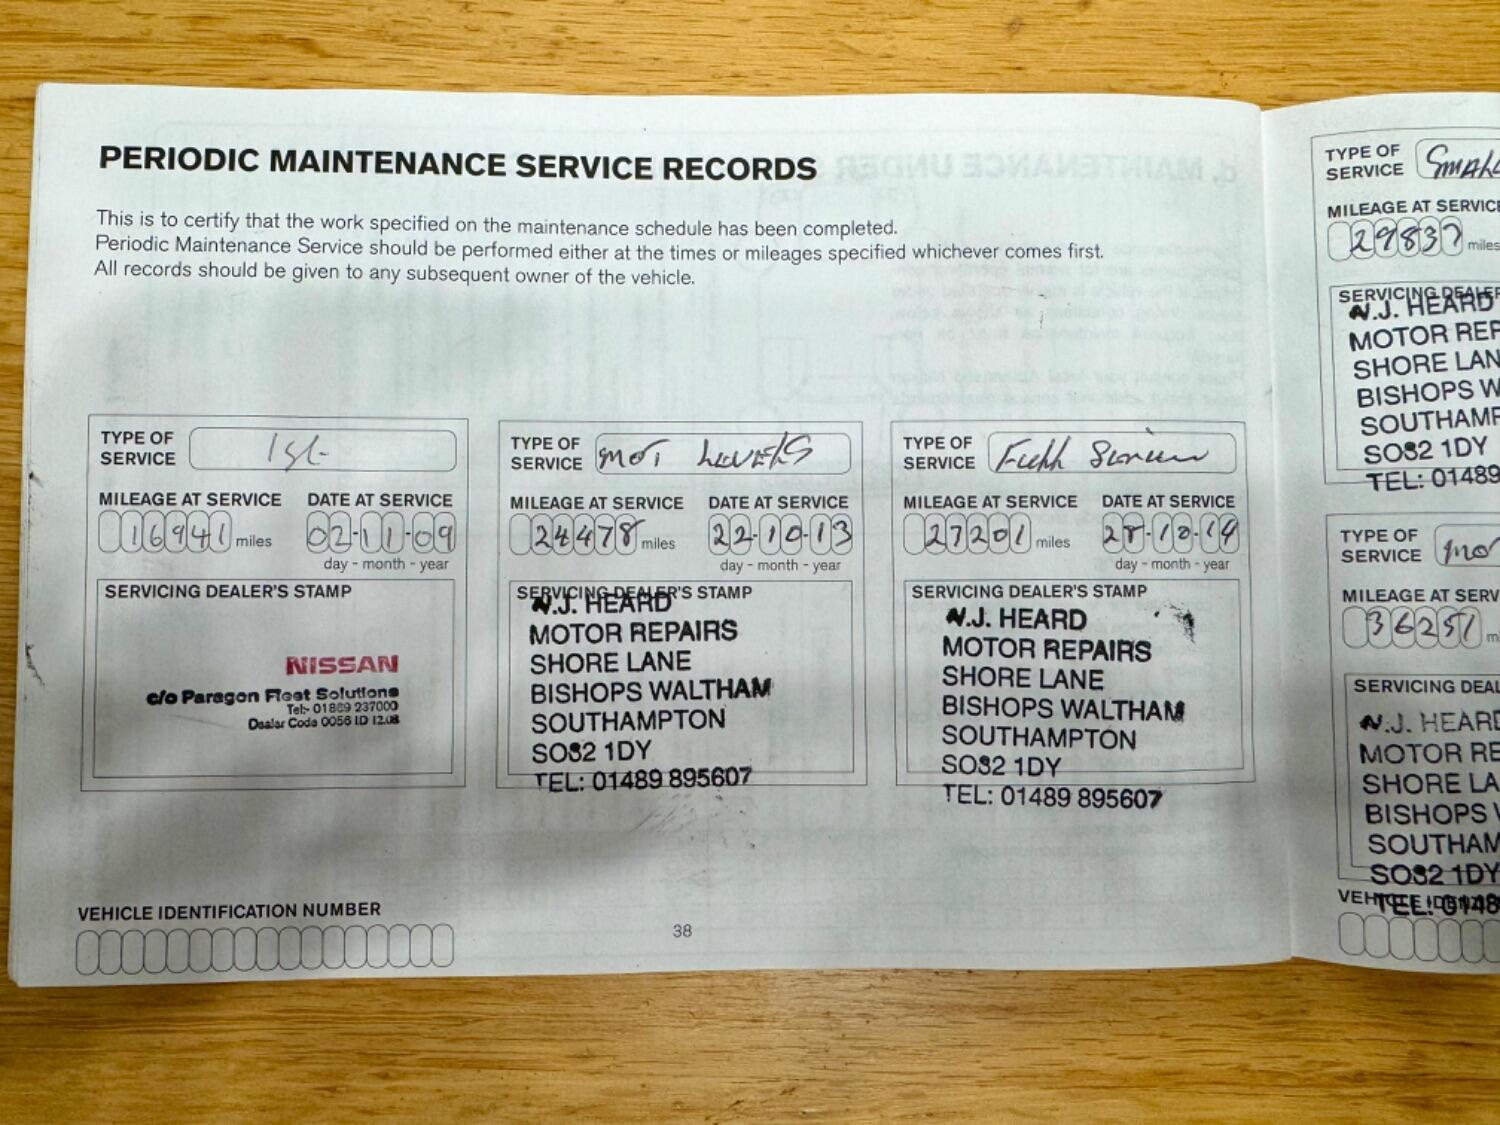 PERIODIC MAINTENANCE SERVICE RECORDS
This is to certify that the work specified on the maintenance schedule has been completed.
Periodic Maintenance Service should be performed either at the times or mileages specified whichever comes first.
All records should be given to any subsequent owner of the vehicle.
TYPE OF SERVICE 1st
MILEAGE AT SERVICE DATE AT SERVICE
16941 miles 02-11-09
day - month - year
SERVICING DEALER'S STAMP
NISSAN
c/o Paragon Fleet Solutions
Tel:- 01869 237000
Dealer Code 0056 ID 12.08
TYPE OF SERVICE MOT LEVELS
MILEAGE AT SERVICE DATE AT SERVICE
24478 miles 22-10-13
day - month - year
SERVICING DEALER'S STAMP
N.J. HEARD
MOTOR REPAIRS
SHORE LANE
BISHOPS WALTHAM
SOUTHAMPTON
SO32 1DY
TEL: 01489 895607
TYPE OF SERVICE Full Service
MILEAGE AT SERVICE DATE AT SERVICE
27201 miles 28-10-14
day - month - year
SERVICING DEALER'S STAMP
N.J. HEARD
MOTOR REPAIRS
SHORE LANE
BISHOPS WALTHAM
SOUTHAMPTON
SO32 1DY
TEL: 01489 895607
VEHICLE IDENTIFICATION NUMBER
38
TYPE OF SERVICE SMALL
MILEAGE AT SERVICE
29837 miles
SERVICING DEALER
N.J. HEARD
MOTOR REP
SHORE LAN
BISHOPS W
SOUTHAMP
SO32 1DY
TEL: 01489
TYPE OF SERVICE MO
MILEAGE AT SERV
36251 m
SERVICING DEAL
N.J. HEARD
MOTOR RE
SHORE LA
BISHOPS
SOUTHAM
SO32 1DY
TEL: 0148